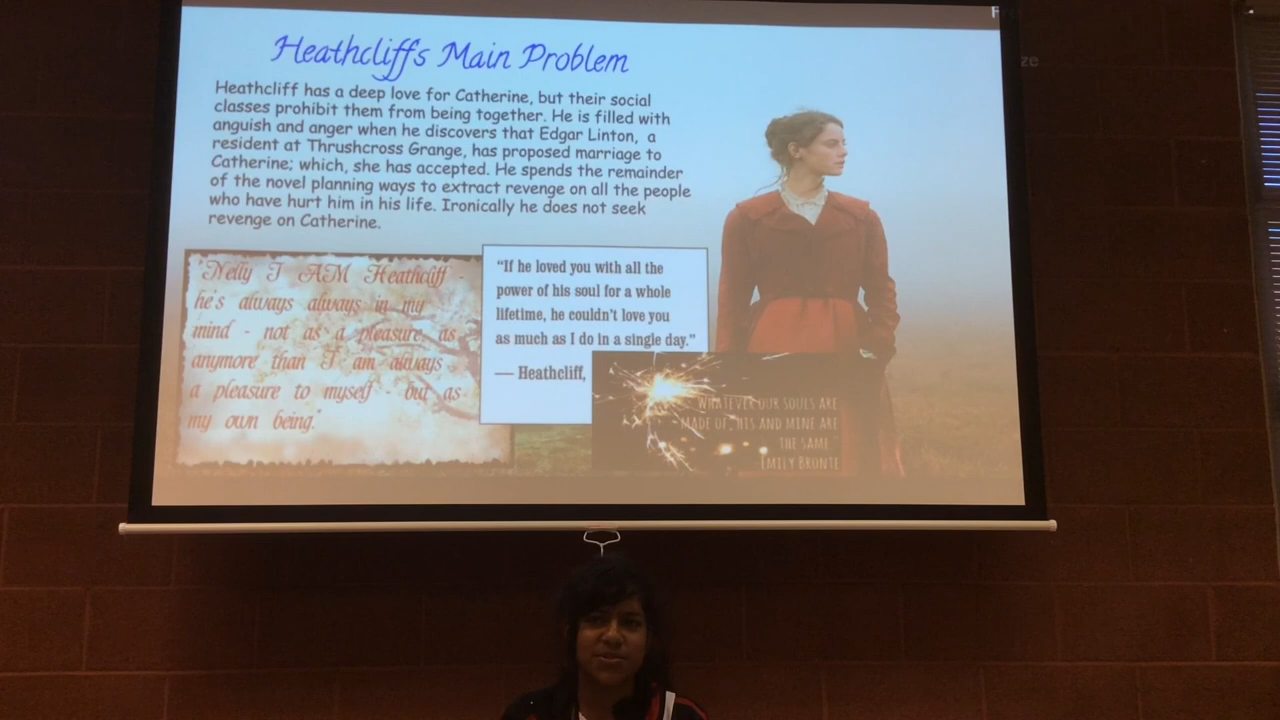 Heathcliff's Main Problem
Heathcliff has a deep love for Catherine, but their social
classes prohibit them from being together. He is filled with
anguish and anger when he discovers that Edgar Linton, a
resident at Thrushcross Grange, has proposed marriage to
Catherine; which, she has accepted. He spends the remainder
of the novel planning ways to extract revenge on all the people
who have hurt him in his life. Ironically he does not seek
revenge on Catherine.
"Nelly I AM Heathcliff -
he's always always in my
mind - not as a pleasure, as
anymore than I am always
a pleasure to myself - but as
my own being."
“If he loved you with all the
power of his soul for a whole
lifetime, he couldn’t love you
as much as I do in a single day.”
— Heathcliff,
WHATEVER OUR SOULS ARE
MADE OF, HIS AND MINE ARE
THE SAME
EMILY BRONTE
ze